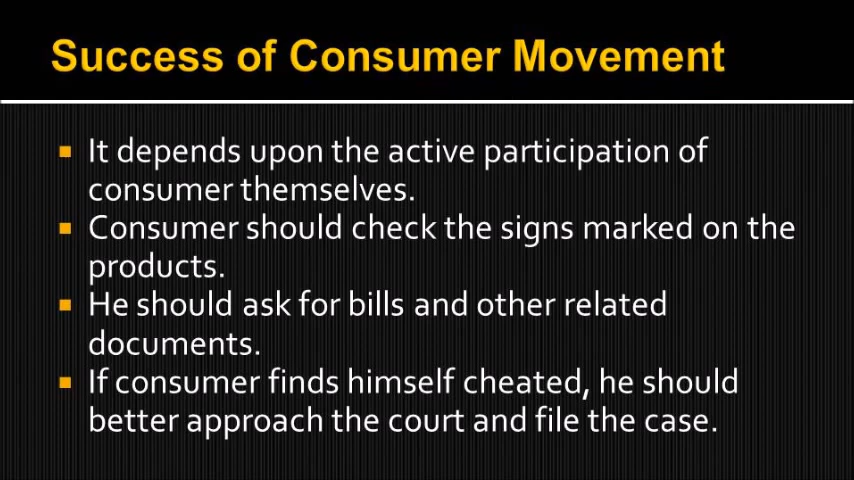 Success of Consumer Movement
It depends upon the active participation of
consumer themselves.
Consumer should check the signs marked on the
products.
He should ask for bills and other related
documents.
If consumer finds himself cheated, he should
better approach the court and file the case.